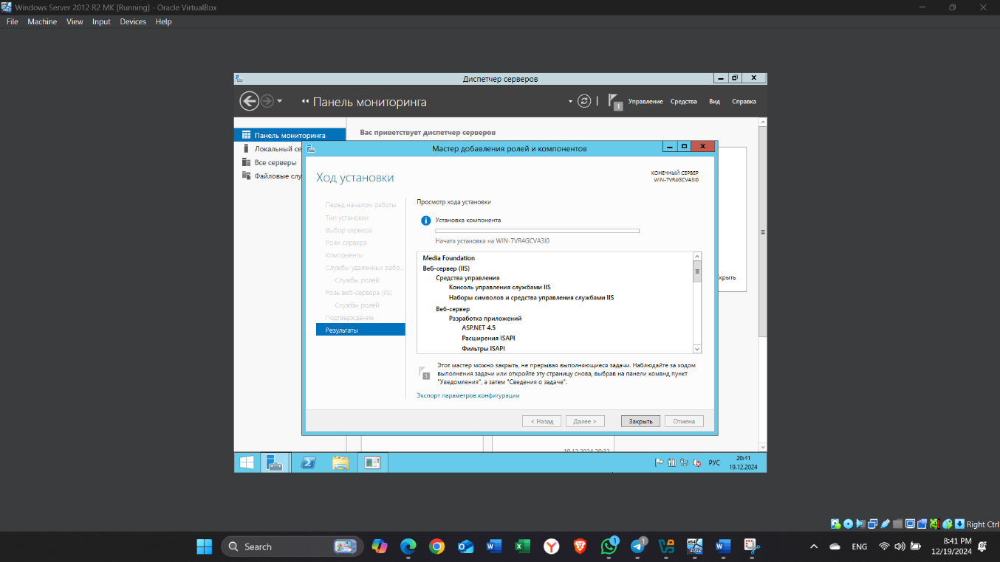 Windows Server 2012 R2 MK [Running] - Oracle VirtualBox
File Machine View Input Devices Help
Диспетчер серверов
Панель мониторинга
1
Управление Средства Вид Справка
Панель мониторинга
Вас приветствует диспетчер серверов
Локальный се
Все серверы
Файловые слу
Мастер добавления ролей и компонентов
Ход установки
КОНЕЧНЫЙ СЕРВЕР
WIN-7VR4GCVA3I0
Перед началом работы
Тип установки
Выбор сервера
Роли сервера
Компоненты
Службы удаленных рабо...
Службы ролей
Роль веб-сервера (IIS)
Службы ролей
Подтверждение
Результаты
Просмотр хода установки
Установка компонента
Начата установка на WIN-7VR4GCVA3I0
Media Foundation
Веб-сервер (IIS)
Средства управления
Консоль управления службами IIS
Наборы символов и средства управления службами IIS
Веб-сервер
Разработка приложений
ASP.NET 4.5
Расширения ISAPI
Фильтры ISAPI
крыть
1
Этот мастер можно закрыть, не прерывая выполняющиеся задачи. Наблюдайте за ходом
выполнения задачи или откройте эту страницу снова, выбрав на панели команд пункт
"Уведомления", а затем "Сведения о задаче".
Экспорт параметров конфигурации
< Назад Далее > Закрыть Отмена
19.12.2024 20:32
РУС
20:41
19.12.2024
Right Ctrl
Search
1
1
ENG
8:41 PM
12/19/2024